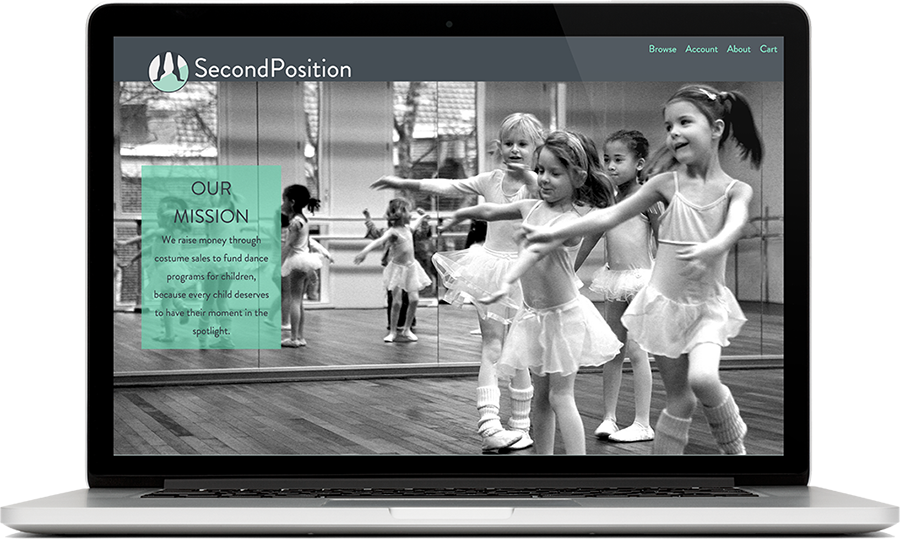 Browse Account About Cart
SecondPosition
OUR
MISSION
We raise money through
costume sales to fund dance
programs for children,
because every child deserves
to have their moment in the
spotlight.